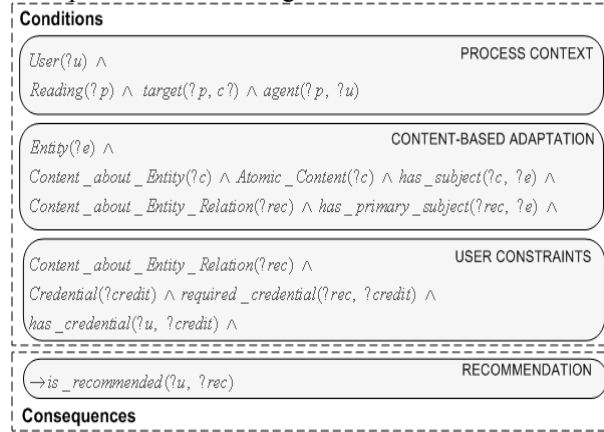 Conditions
PROCESS CONTEXT
User(?u) ∧
Reading(?p) ∧ target(?p, c?) ∧ agent(?p, ?u)
CONTENT-BASED ADAPTATION
Entity(?e) ∧
Content_about_Entity(?c) ∧ Atomic_Content(?c) ∧ has_subject(?c, ?e) ∧
Content_about_Entity_Relation(?rec) ∧ has_primary_subject(?rec, ?e) ∧
USER CONSTRAINTS
Content_about_Entity_Relation(?rec) ∧
Credential(?credit) ∧ required_credential(?rec, ?credit) ∧
has_credential(?u, ?credit) ∧
RECOMMENDATION
→is_recommended(?u, ?rec)
Consequences